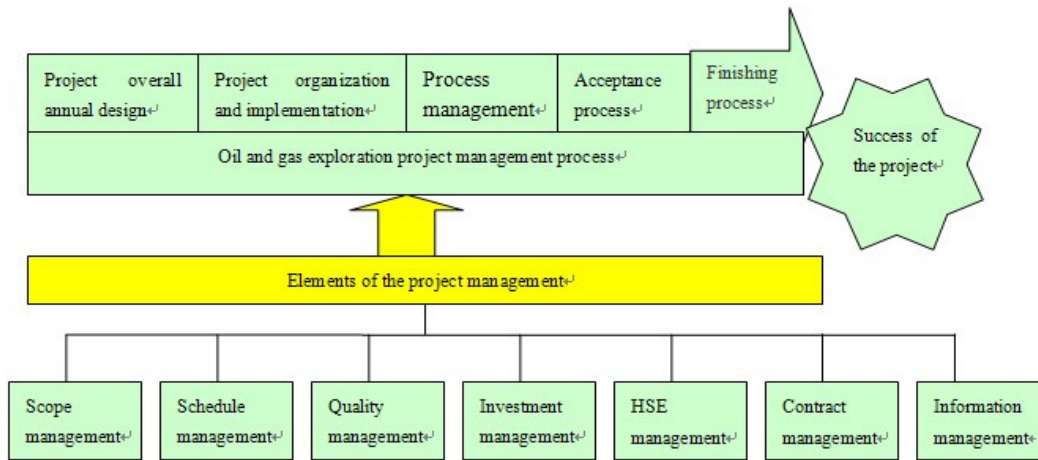 Project overall
annual design↵
Project organization
and implementation↵
Process
management↵
Acceptance
process↵
Finishing
process↵
Success of
the project↵
Oil and gas exploration project management process↵
Elements of the project management↵
Scope
management↵
Schedule
management↵
Quality
management↵
Investment
management↵
HSE
management↵
Contract
management↵
Information
management↵